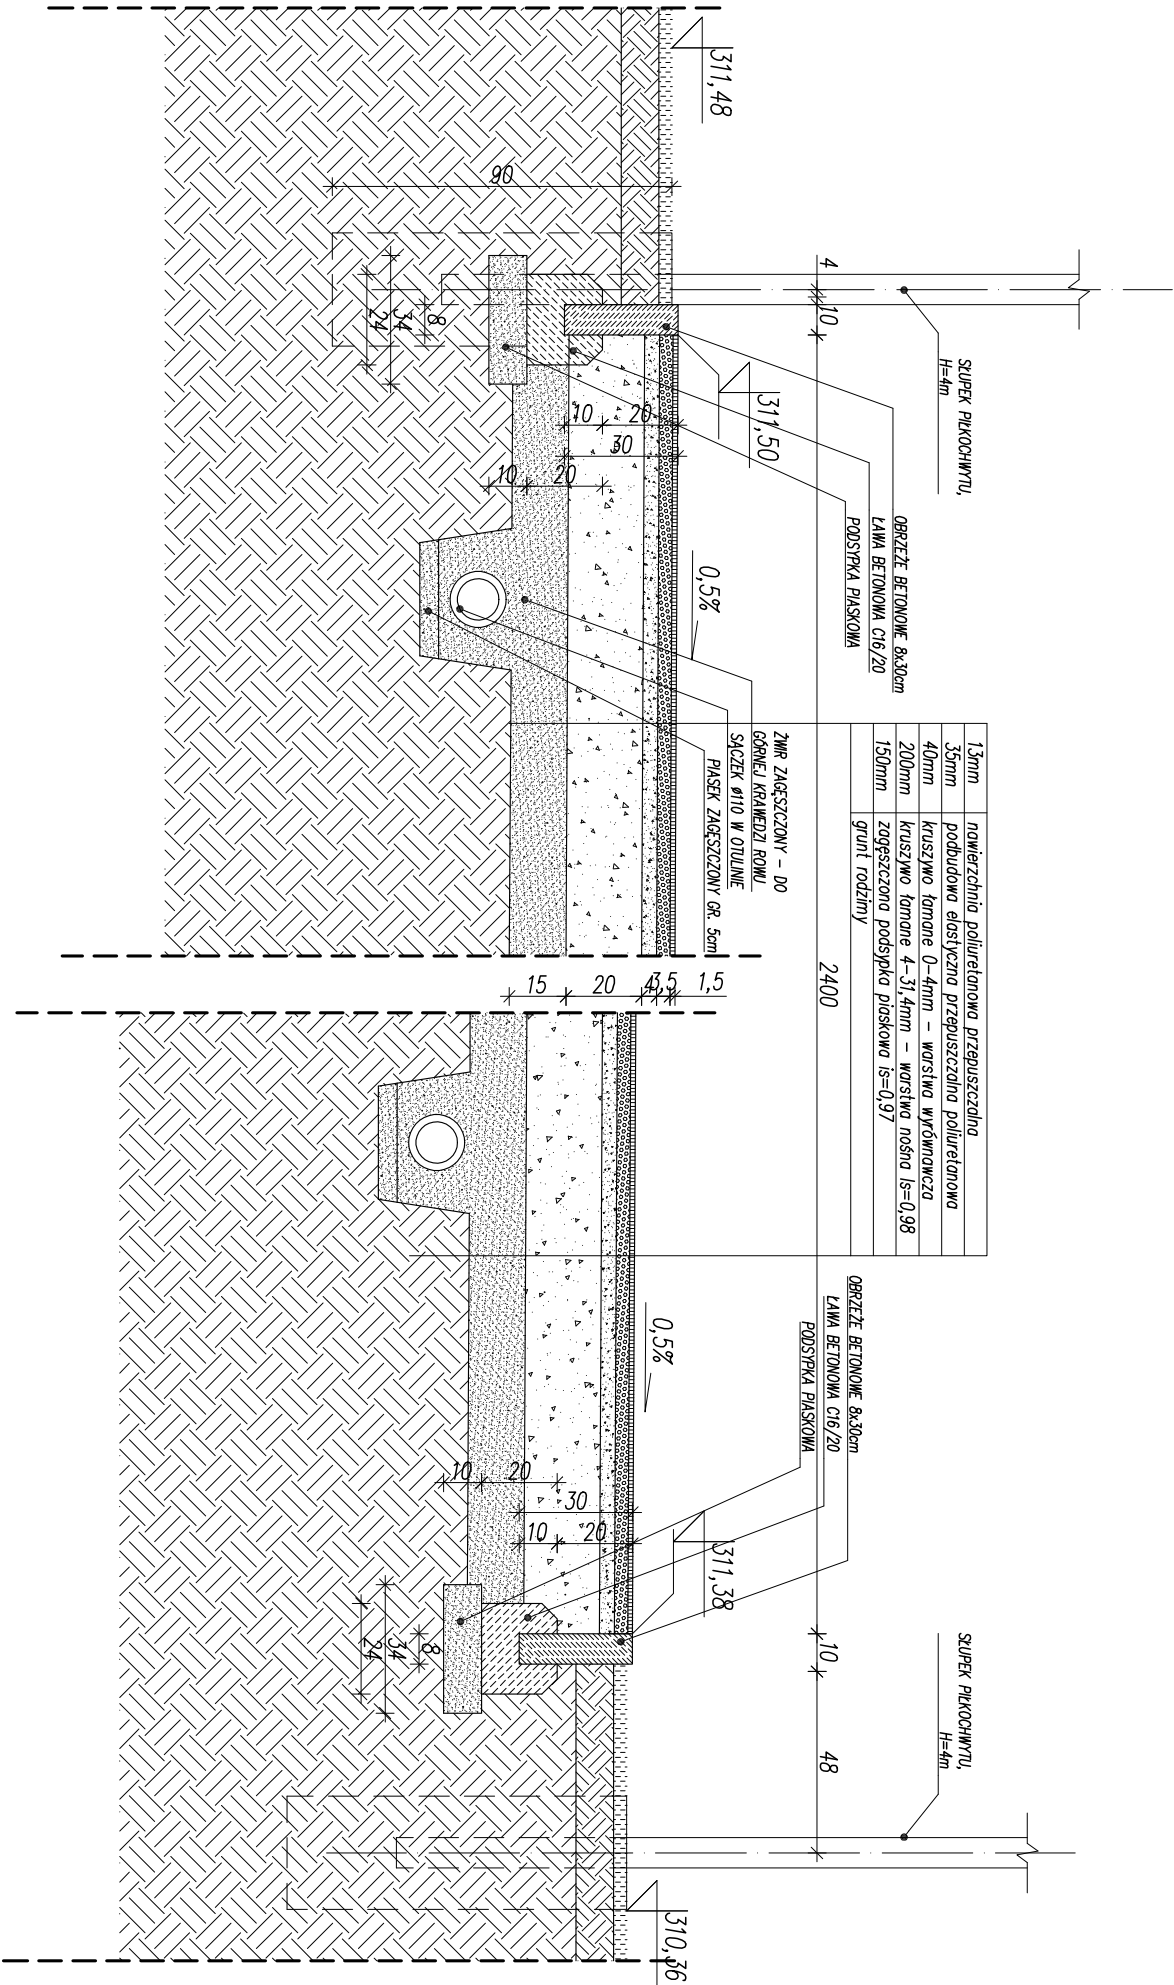 311,48
90
4
10
SŁUPEK PIŁKOCHWYTU,
H=4m
34
24
8
311,50
10
20
30
10
20
OBRZEŻE BETONOWE 8x30cm
ŁAWA BETONOWA C16/20
PODSYPKA PIASKOWA
0,5%
13mm nawierzchnia poliuretanowa przepuszczalna
35mm podbudowa elastyczna przepuszczalna poliuretanowa
40mm kruszywo łamane 0-4mm - warstwa wyrównawcza
200mm kruszywo łamane 4-31,4mm - warstwa nośna Is=0,98
150mm zagęszczona podsypka piaskowa is=0,97
grunt rodzimy
ŻWIR ZAGĘSZCZONY - DO
GÓRNEJ KRAWĘDZI ROWU
SĄCZEK ø110 W OTULINIE
PIASEK ZAGĘSZCZONY GR. 5cm
2400
15
20
4
3,5
1,5
OBRZEŻE BETONOWE 8x30cm
ŁAWA BETONOWA C16/20
PODSYPKA PIASKOWA
0,5%
10
20
30
10
20
311,38
34
24
8
10
48
SŁUPEK PIŁKOCHWYTU,
H=4m
310,36